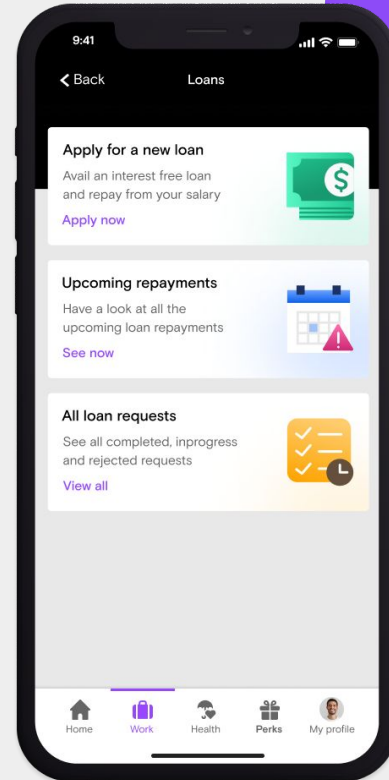 9:41
Back
Loans
Apply for a new loan
Avail an interest free loan
and repay from your salary
Apply now
$
Upcoming repayments
Have a look at all the
upcoming loan repayments
See now
!
All loan requests
See all completed, inprogress
and rejected requests
View all
Home
Work
Health
Perks
My profile